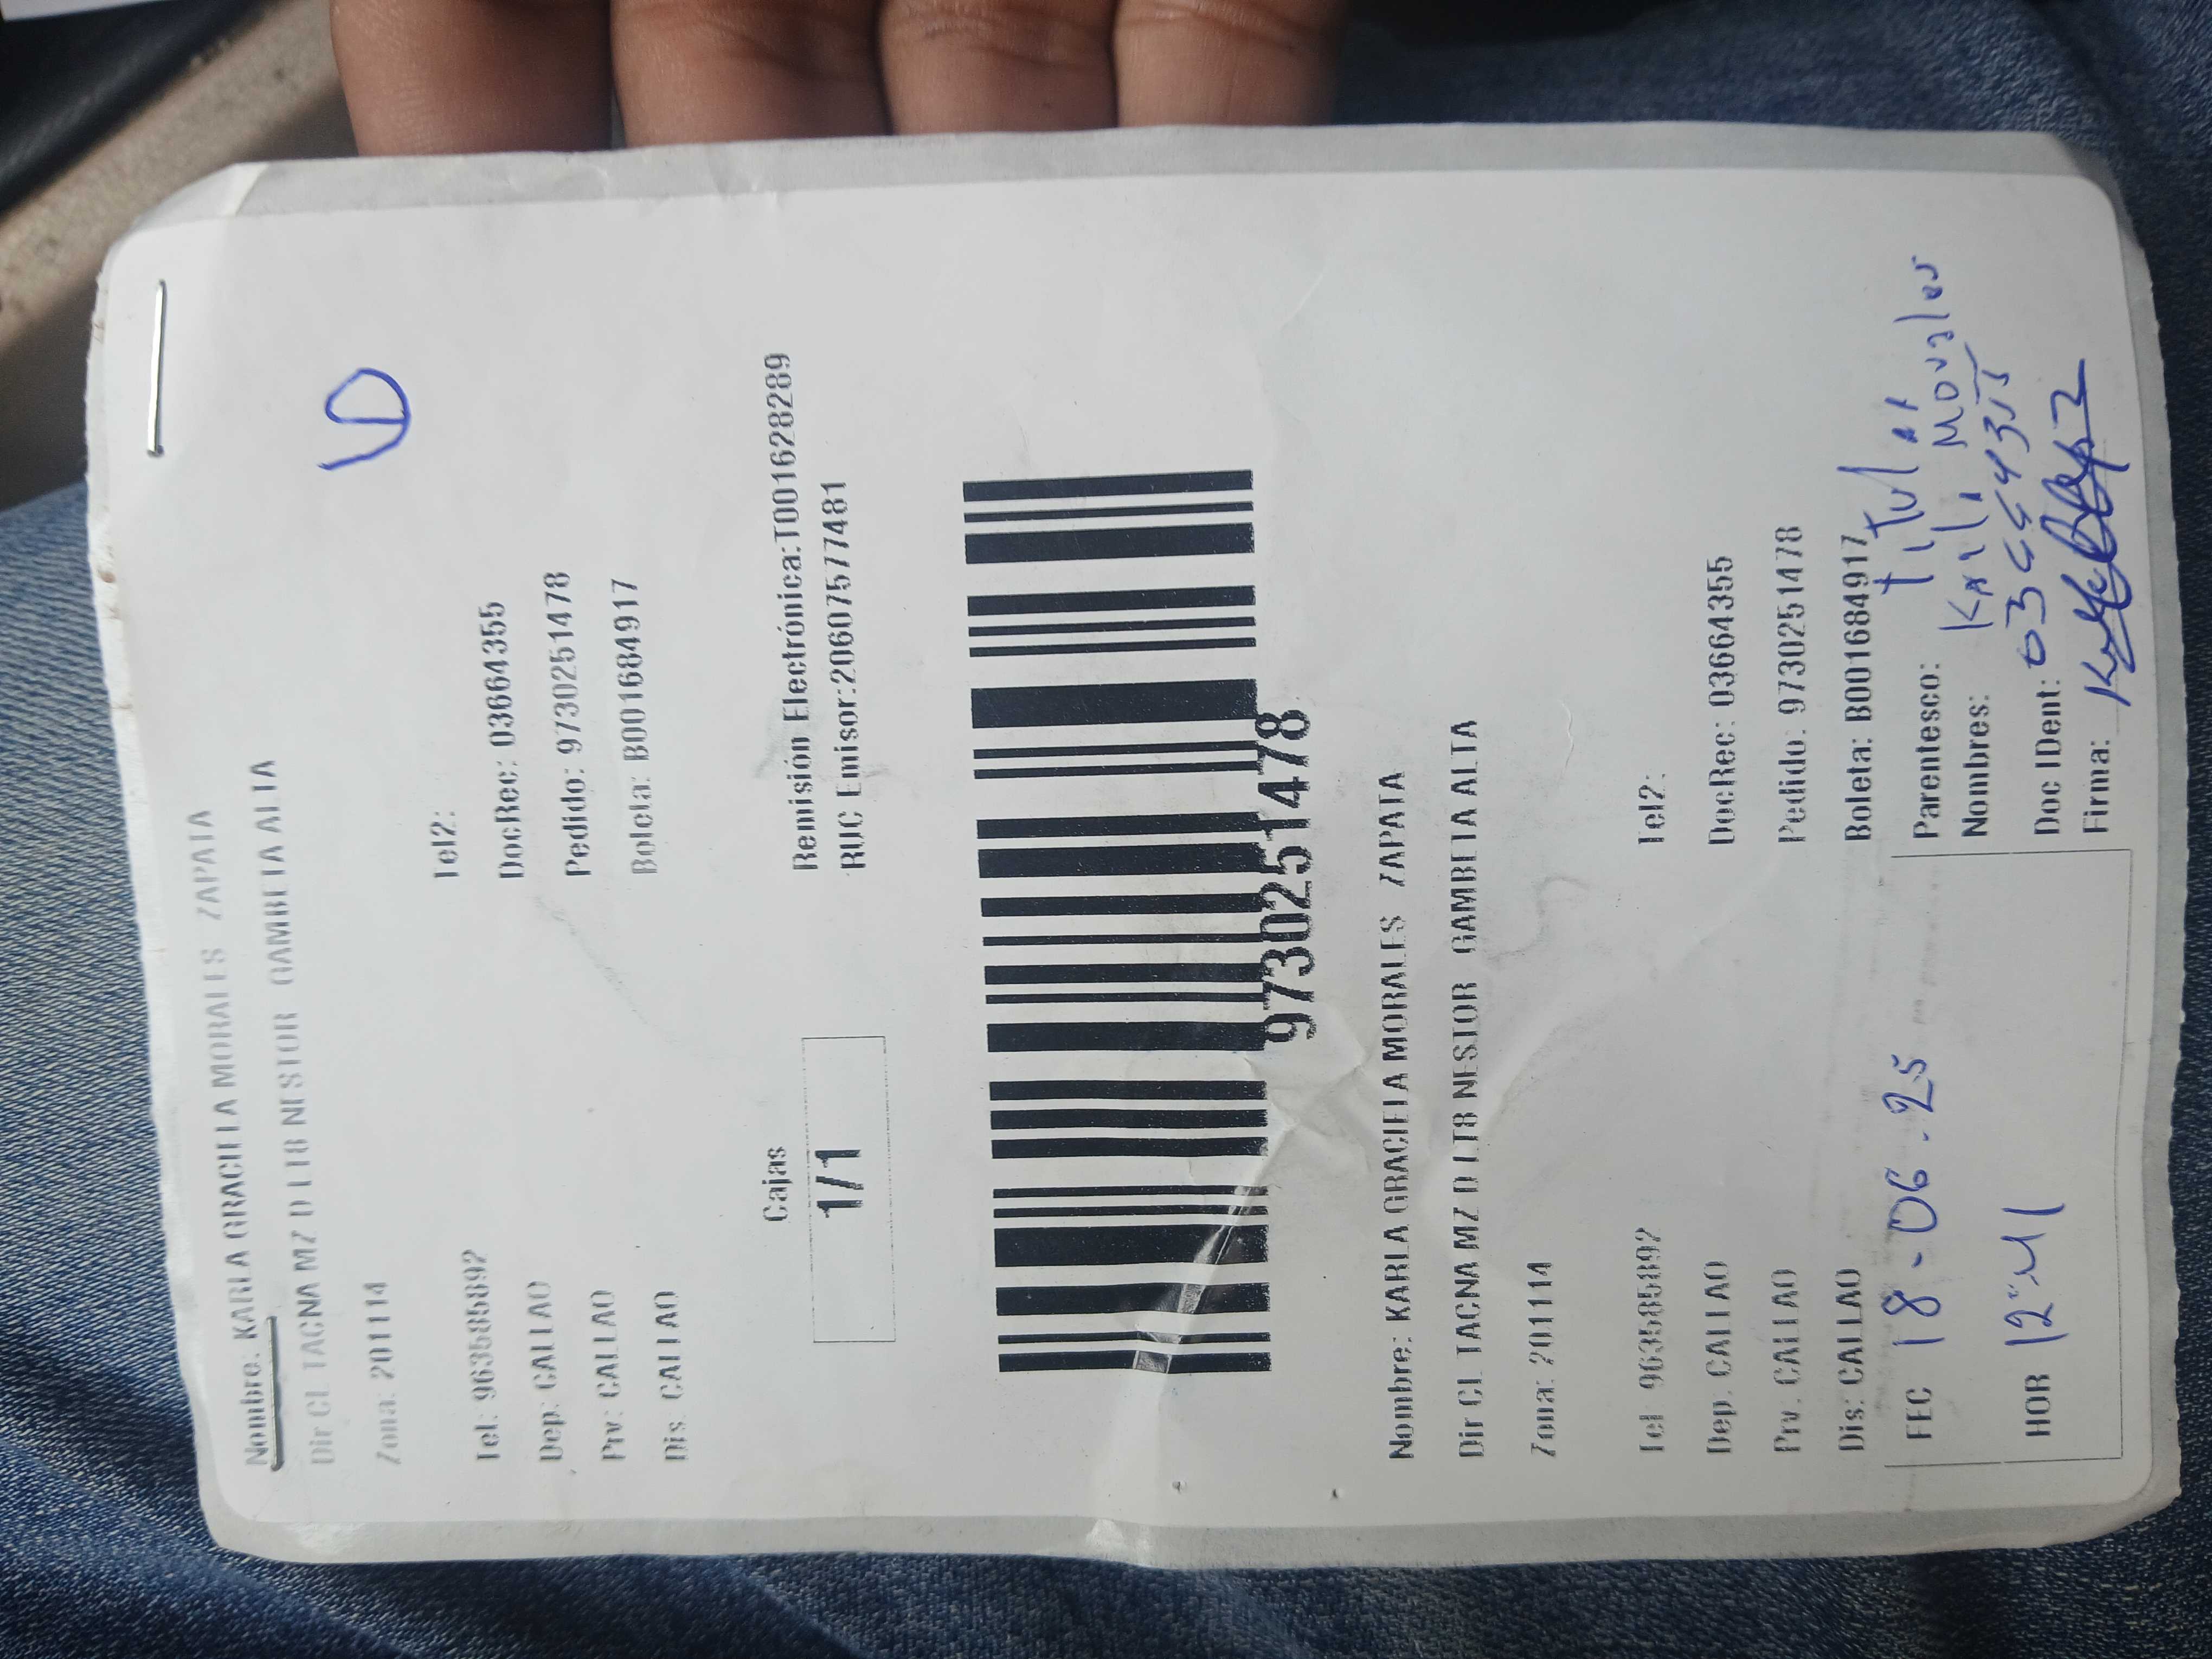 Nombre: KARLA GRACIELA MORALES ZAPATA
Dir CL TACNA MZ D LT8 NESTOR GAMBETA ALTA
Zona: 201114
Tel: 963585892 Tel2:
Dep: CALLAO DocRec: 03664355
Prv: CALLAO Pedido: 9730251478
Dis: CALLAO Boleta: B001684917
Cajas Remisión Electrónica:T001628289
1/1 RUC Emisor:20607577481
9730251478
Nombre: KARLA GRACIELA MORALES ZAPATA
Dir CL TACNA MZ D LT8 NESTOR GAMBETA ALTA
Zona: 201114
Tel 963585892 Tel2:
Dep. CALLAO DocRec: 03664355
Prv. CALLAO Pedido: 9730251478
Dis: CALLAO Boleta: B001684917
FEC 18-06.25 Parentesco: titular
Nombres: Morales
HOR 12:41 Doc IDent: 03664355
Firma: